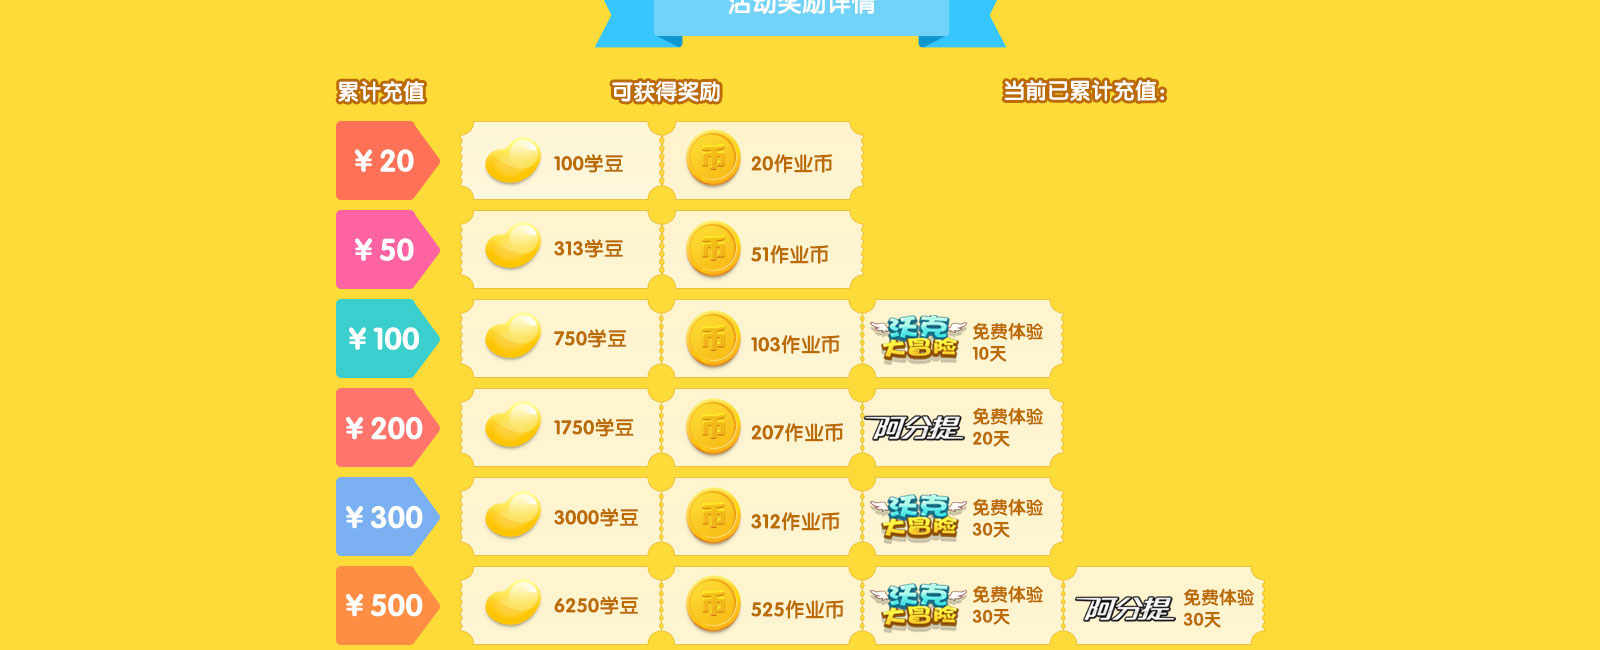 活动奖励详情
累计充值 可获得奖励 当前已累计充值：
¥ 20 100学豆 币 20作业币
¥ 50 313学豆 币 51作业币
¥ 100 750学豆 币 103作业币 沃克大冒险 免费体验
10天
¥ 200 1750学豆 币 207作业币 阿分提 免费体验
20天
¥ 300 3000学豆 币 312作业币 沃克大冒险 免费体验
30天
¥ 500 6250学豆 币 525作业币 沃克大冒险 免费体验 阿分提 免费体验
30天 30天